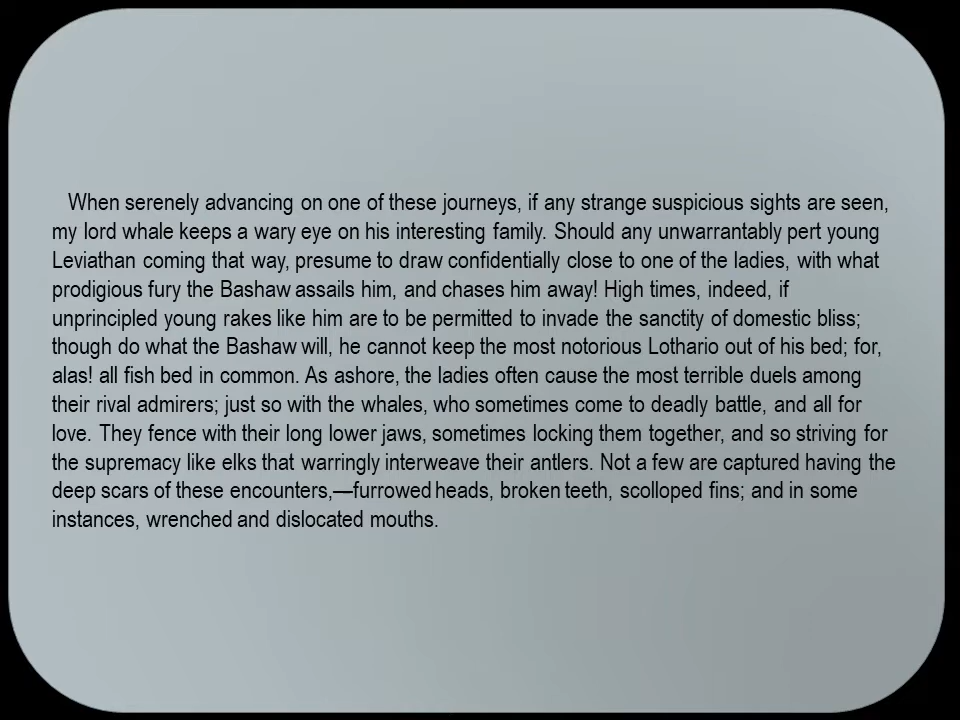 When serenely advancing on one of these journeys, if any strange suspicious sights are seen,
my lord whale keeps a wary eye on his interesting family. Should any unwarrantably pert young
Leviathan coming that way, presume to draw confidentially close to one of the ladies, with what
prodigious fury the Bashaw assails him, and chases him away! High times, indeed, if
unprincipled young rakes like him are to be permitted to invade the sanctity of domestic bliss;
though do what the Bashaw will, he cannot keep the most notorious Lothario out of his bed; for,
alas! all fish bed in common. As ashore, the ladies often cause the most terrible duels among
their rival admirers; just so with the whales, who sometimes come to deadly battle, and all for
love. They fence with their long lower jaws, sometimes locking them together, and so striving for
the supremacy like elks that warringly interweave their antlers. Not a few are captured having the
deep scars of these encounters,—furrowed heads, broken teeth, scolloped fins; and in some
instances, wrenched and dislocated mouths.